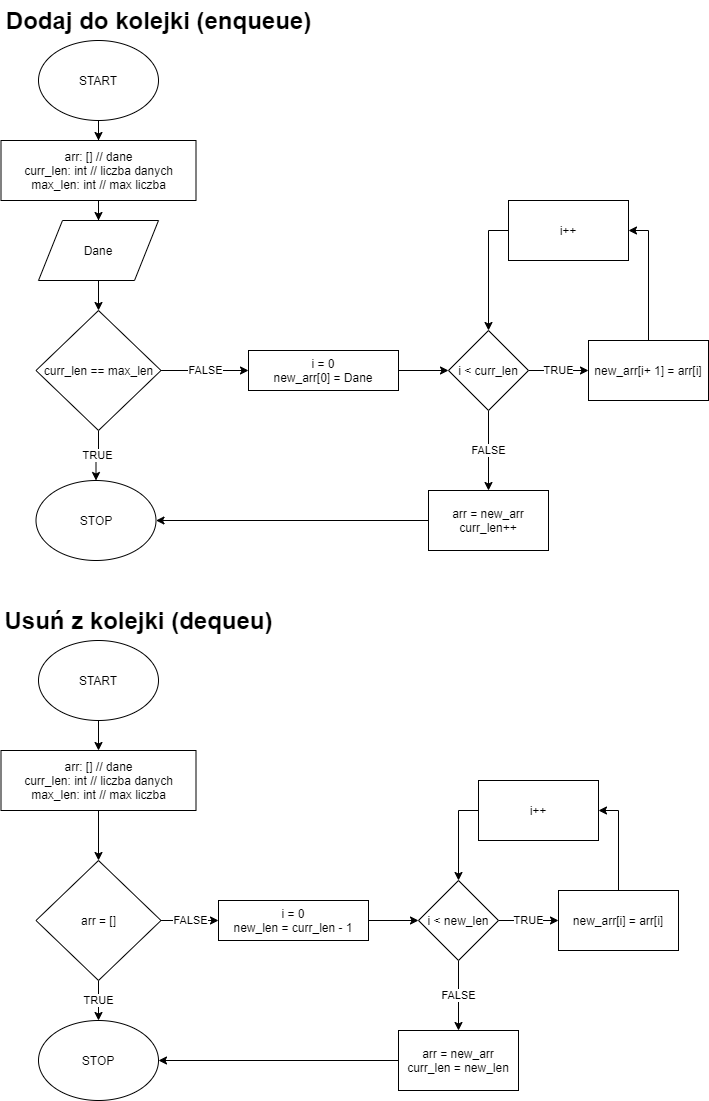 Dodaj do kolejki (enqueue)
START
arr: [] // dane
curr_len: int // liczba danych
max_len: int // max liczba
Dane
curr_len == max_len
FALSE
i = 0
new_arr[0] = Dane
i < curr_len
TRUE
new_arr[i+ 1] = arr[i]
i++
FALSE
arr = new_arr
curr_len++
TRUE
STOP
Usuń z kolejki (dequeu)
START
arr: [] // dane
curr_len: int // liczba danych
max_len: int // max liczba
arr = []
FALSE
i = 0
new_len = curr_len - 1
i < new_len
TRUE
new_arr[i] = arr[i]
i++
FALSE
arr = new_arr
curr_len = new_len
TRUE
STOP